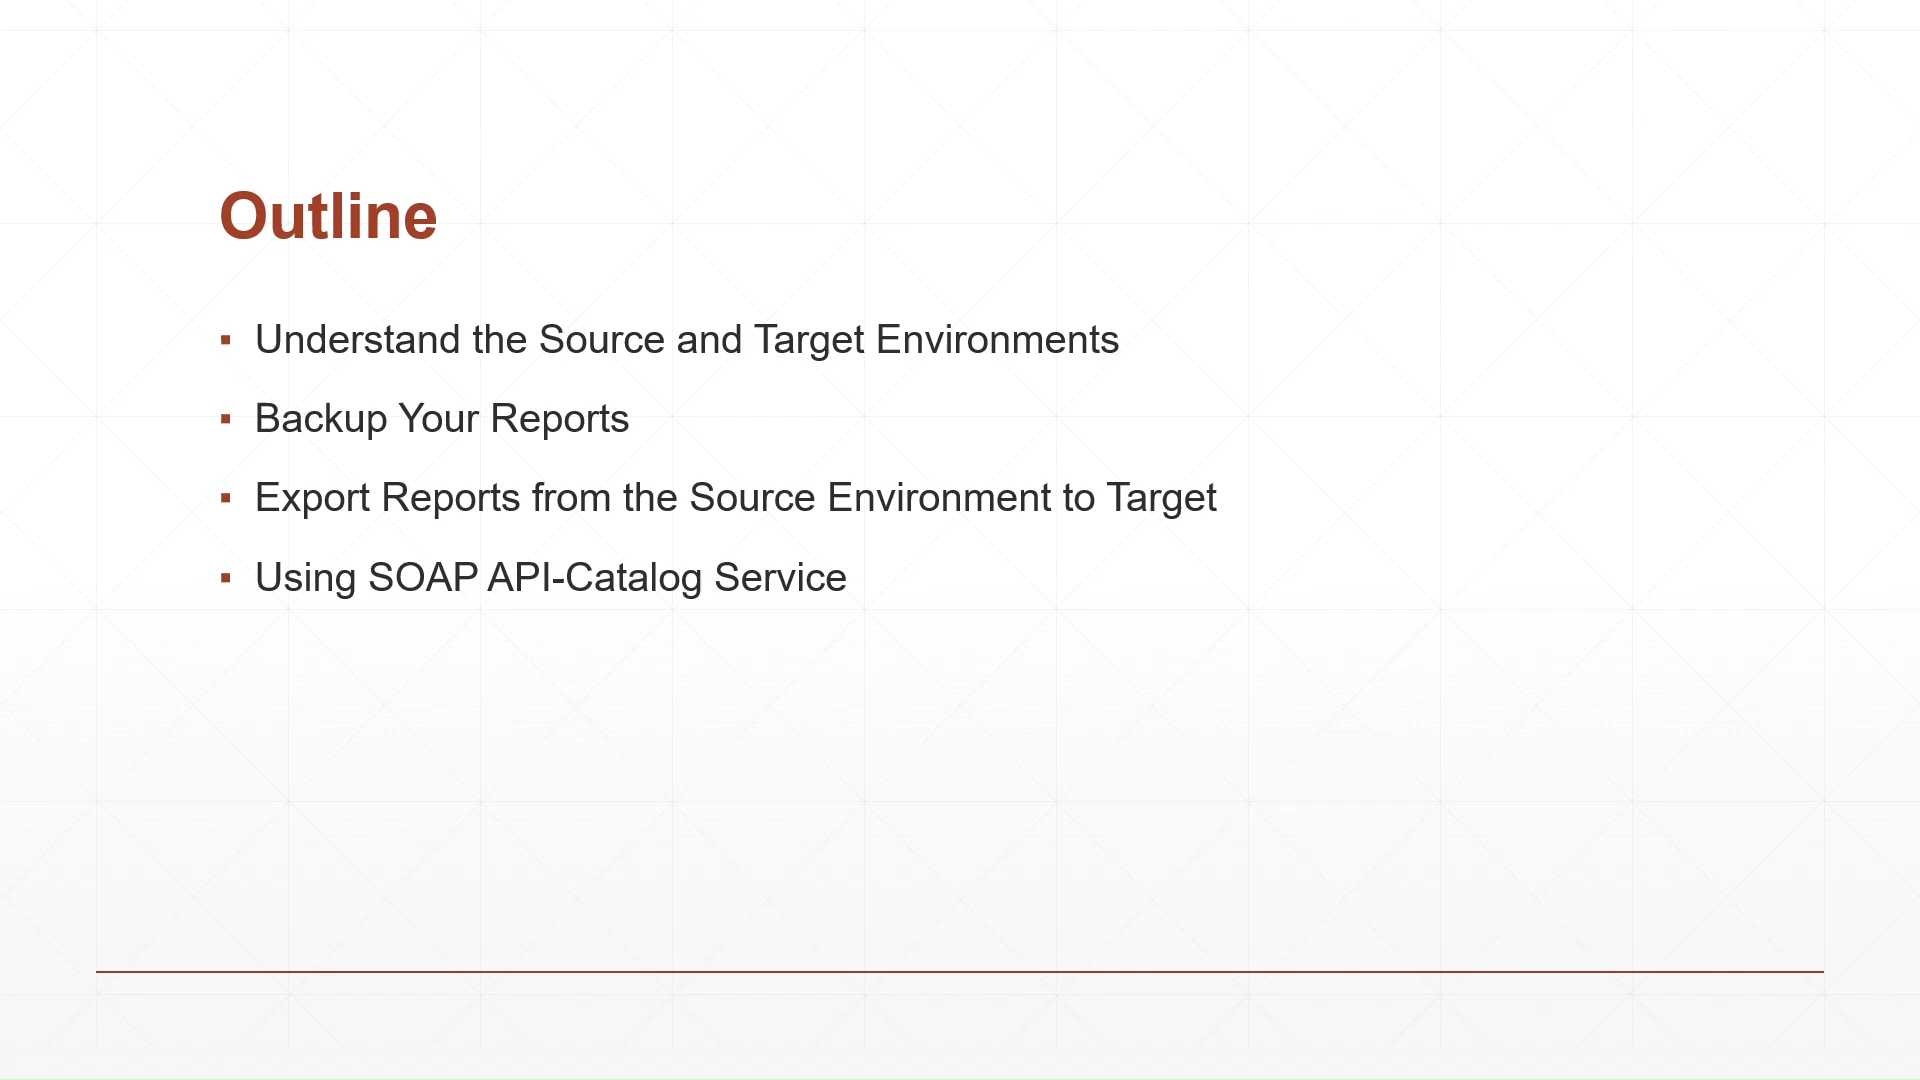 Outline
▪ Understand the Source and Target Environments
▪ Backup Your Reports
▪ Export Reports from the Source Environment to Target
▪ Using SOAP API-Catalog Service